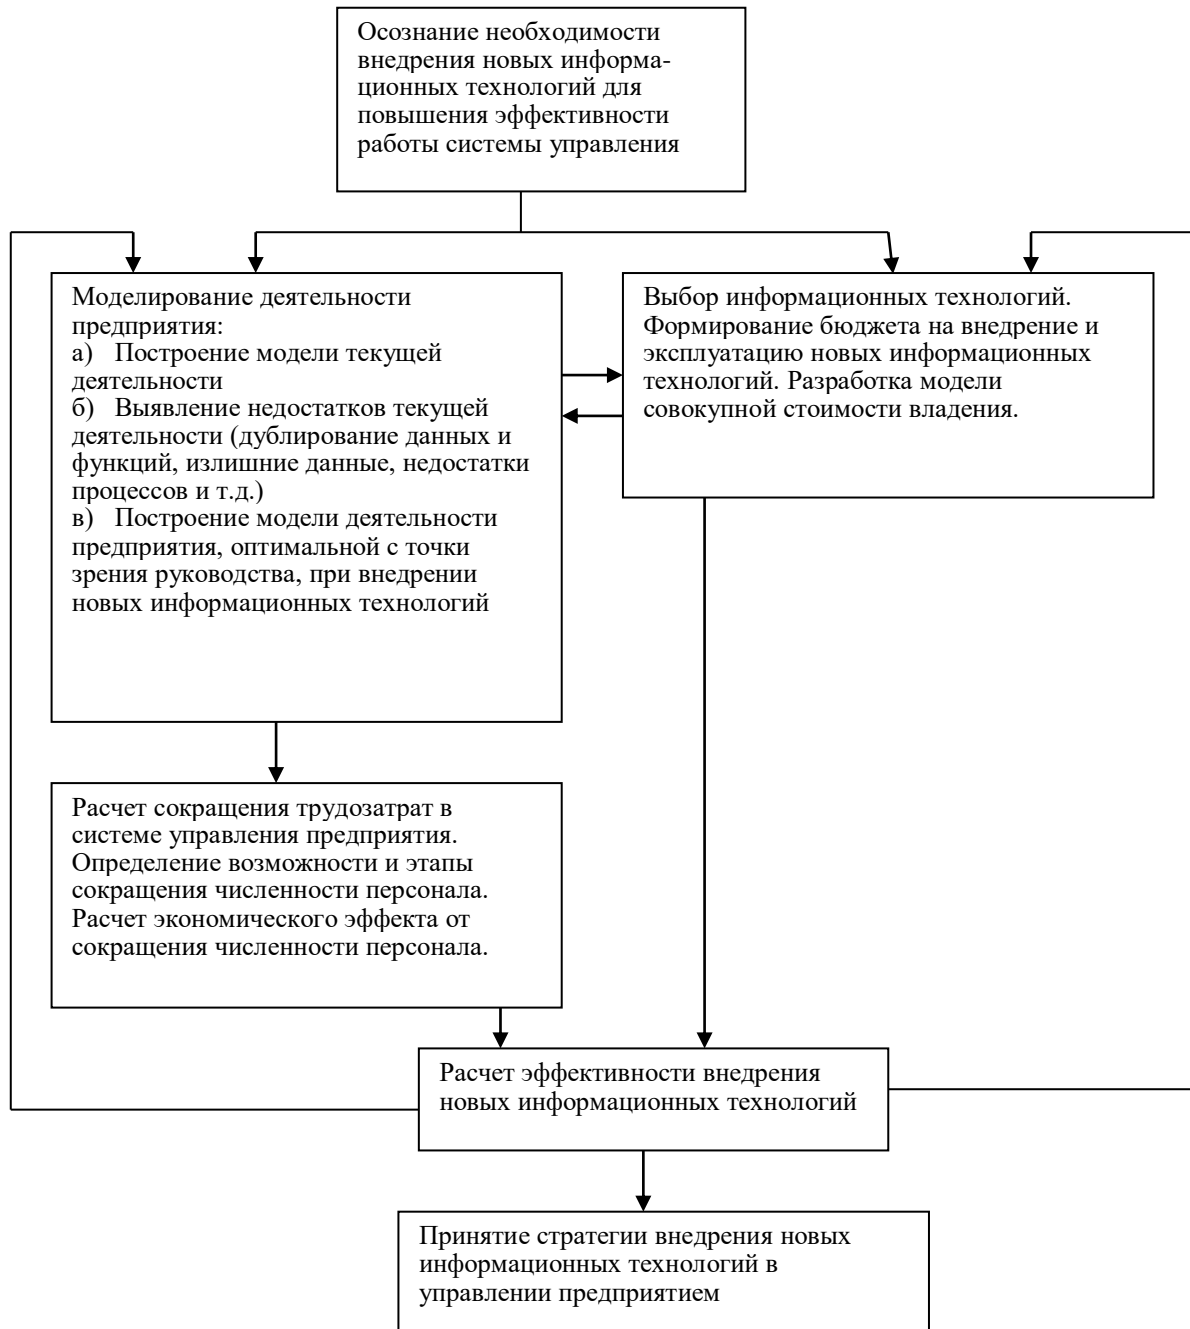 Осознание необходимости
внедрения новых информа-
ционных технологий для
повышения эффективности
работы системы управления
Моделирование деятельности
предприятия:
а) Построение модели текущей
деятельности
б) Выявление недостатков текущей
деятельности (дублирование данных и
функций, излишние данные, недостатки
процессов и т.д.)
в) Построение модели деятельности
предприятия, оптимальной с точки
зрения руководства, при внедрении
новых информационных технологий
Выбор информационных технологий.
Формирование бюджета на внедрение и
эксплуатацию новых информационных
технологий. Разработка модели
совокупной стоимости владения.
Расчет сокращения трудозатрат в
системе управления предприятия.
Определение возможности и этапы
сокращения численности персонала.
Расчет экономического эффекта от
сокращения численности персонала.
Расчет эффективности внедрения
новых информационных технологий
Принятие стратегии внедрения новых
информационных технологий в
управлении предприятием